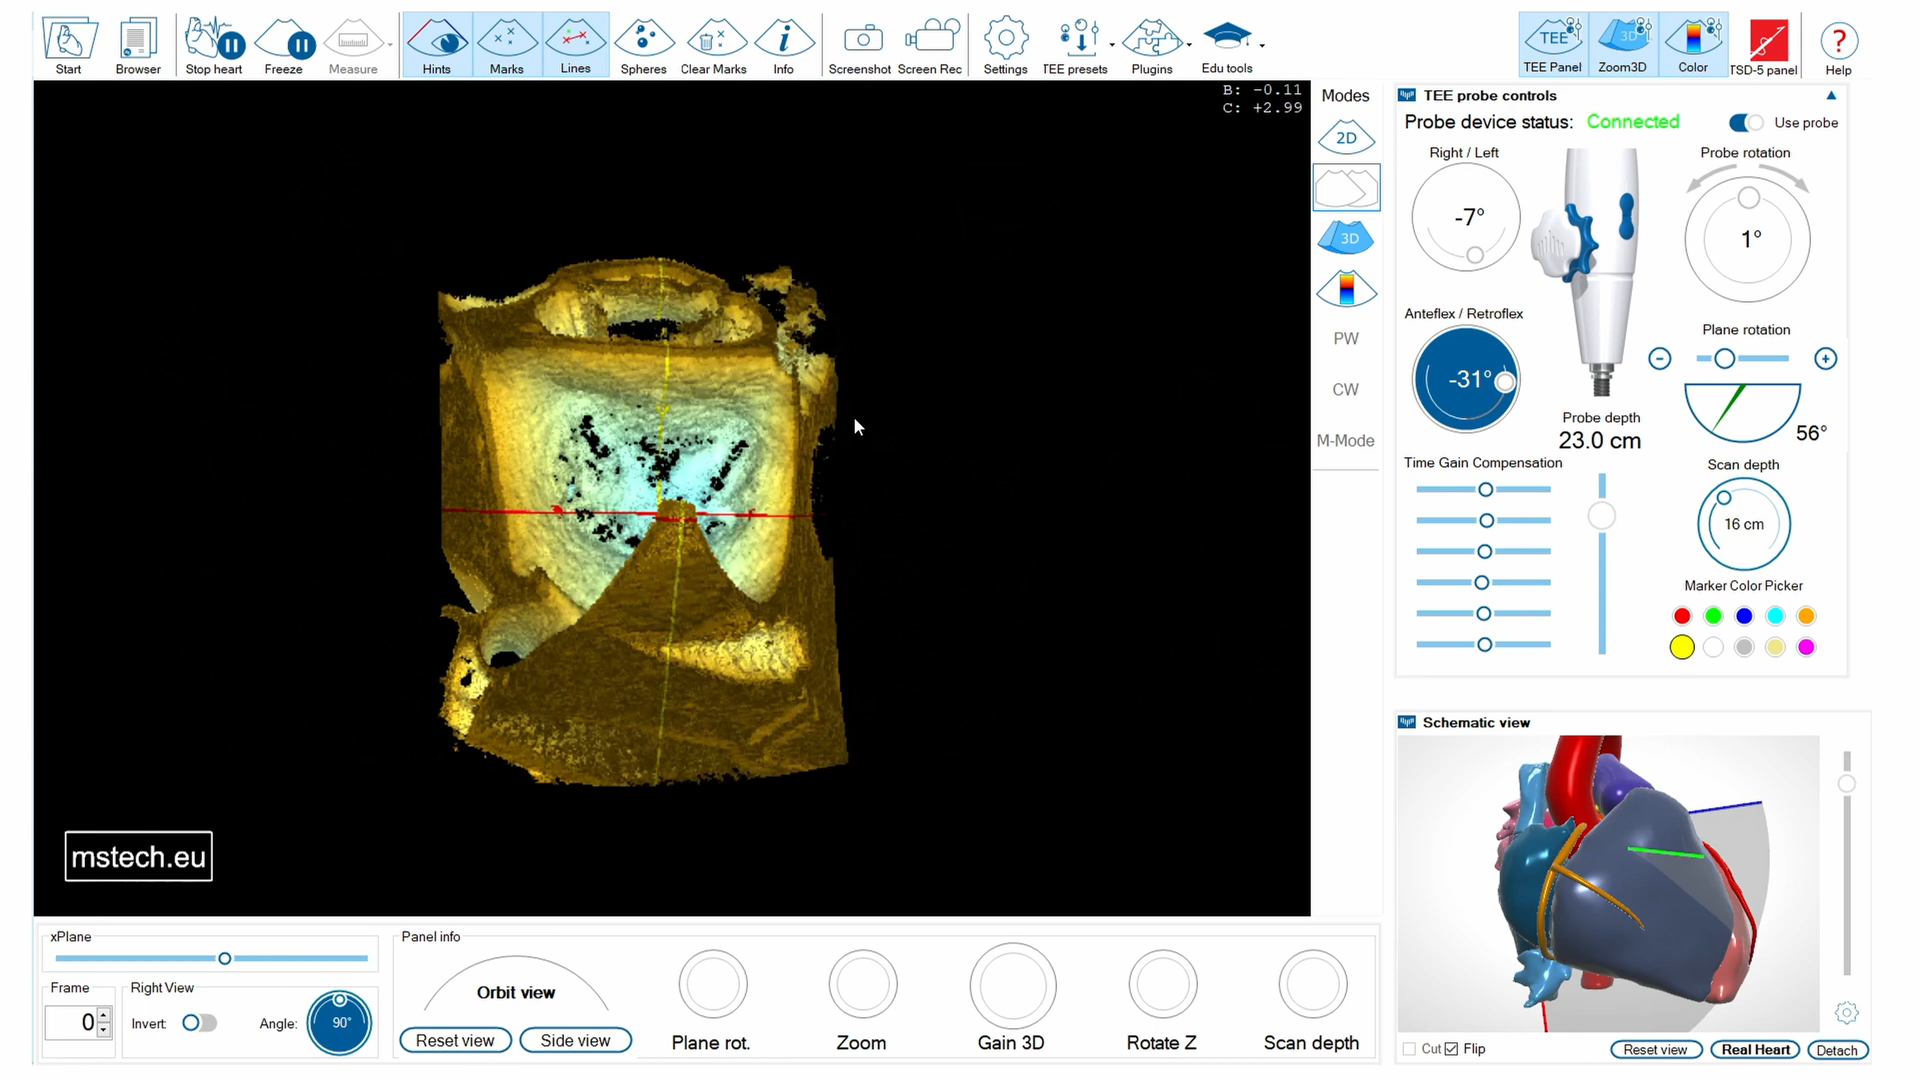 Start
Browser
Stop heart
Freeze
Measure
Hints
Marks
Lines
Spheres
Clear Marks
i
Info
Screenshot
Screen Rec
Settings
TEE presets
Plugins
Edu tools
TEE
TEE Panel
3D
Zoom3D
Color
TSD-5 panel
?
Help
B: -0.11
C: +2.99
Modes
2D
3D
PW
CW
M-Mode
TEE probe controls
Probe device status: Connected
Use probe
Right / Left
-7°
Probe rotation
1°
Anteflex / Retroflex
-31°
Plane rotation
56°
Probe depth
23.0 cm
Time Gain Compensation
Scan depth
16 cm
Marker Color Picker
Schematic view
Cut
Flip
Reset view
Real Heart
Detach
mstech.eu
xPlane
Frame
0
Right View
Invert:
Angle:
90°
Panel info
Orbit view
Reset view
Side view
Plane rot.
Zoom
Gain 3D
Rotate Z
Scan depth